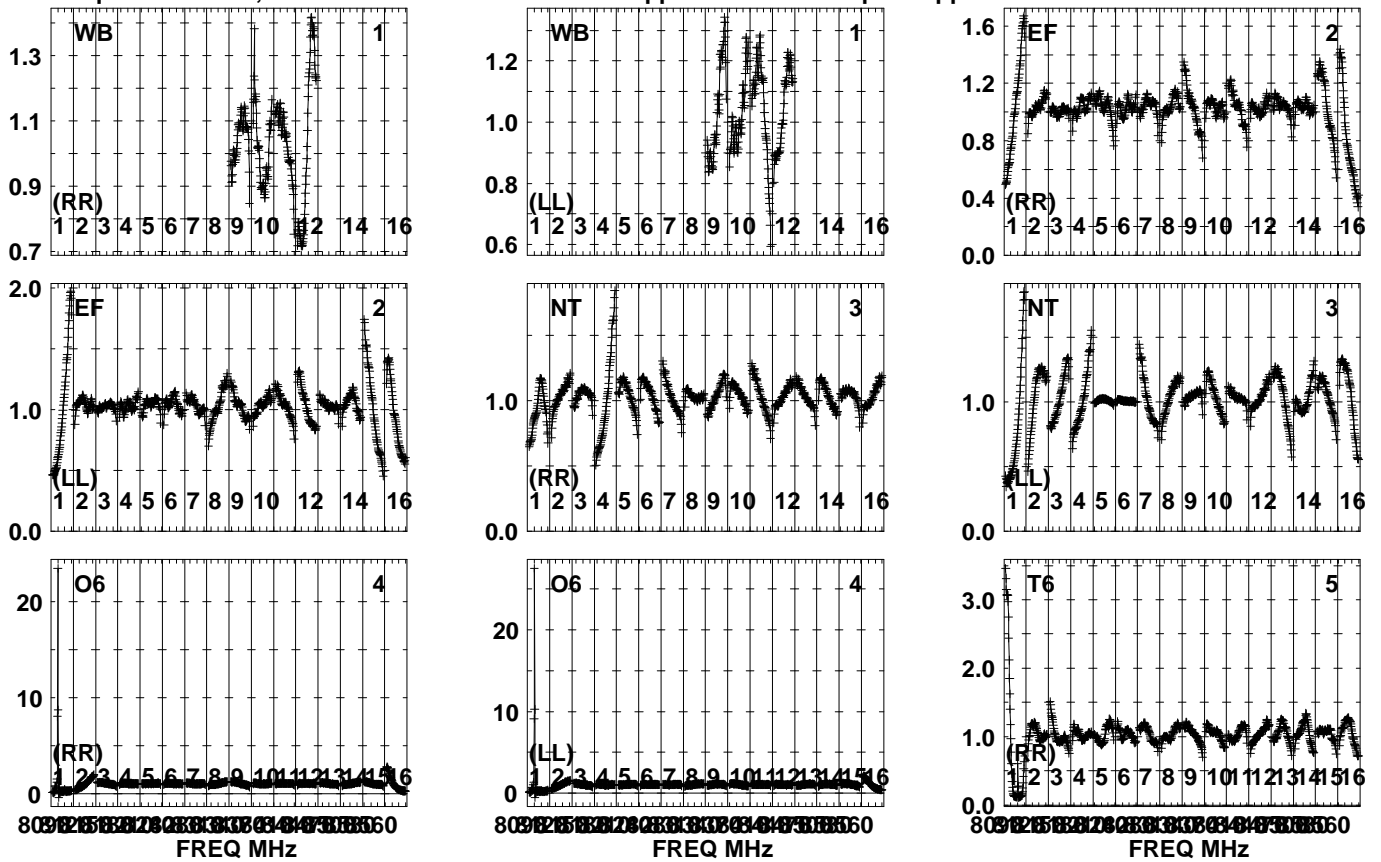 WB 1
1.3
1.1
0.9
0.7
(RR)
1 2 3 4 5 6 7 8 9 10 12 14 16
WB 1
1.2
1.0
0.8
0.6
(LL)
1 2 3 4 5 6 7 8 9 10 12 14 16
EF 2
1.6
1.2
0.8
0.4
0.0
(RR)
1 2 3 4 5 6 7 8 9 10 12 14 16
EF 2
2.0
1.0
0.0
(LL)
1 2 3 4 5 6 7 8 9 10 12 14 16
NT 3
1.0
0.0
(RR)
1 2 3 4 5 6 7 8 9 10 12 14 16
NT 3
1.0
0.0
(LL)
1 2 3 4 5 6 7 8 9 10 12 14 16
O6 4
20
10
0
(RR)
1 2 3 4 5 6 7 8 9 10 11 12 13 14 15 16
FREQ MHz
O6 4
20
10
0
(LL)
1 2 3 4 5 6 7 8 9 10 11 12 13 14 15 16
FREQ MHz
T6 5
3.0
2.0
1.0
0.0
(RR)
1 2 3 4 5 6 7 8 9 10 11 12 13 14 15 16
FREQ MHz